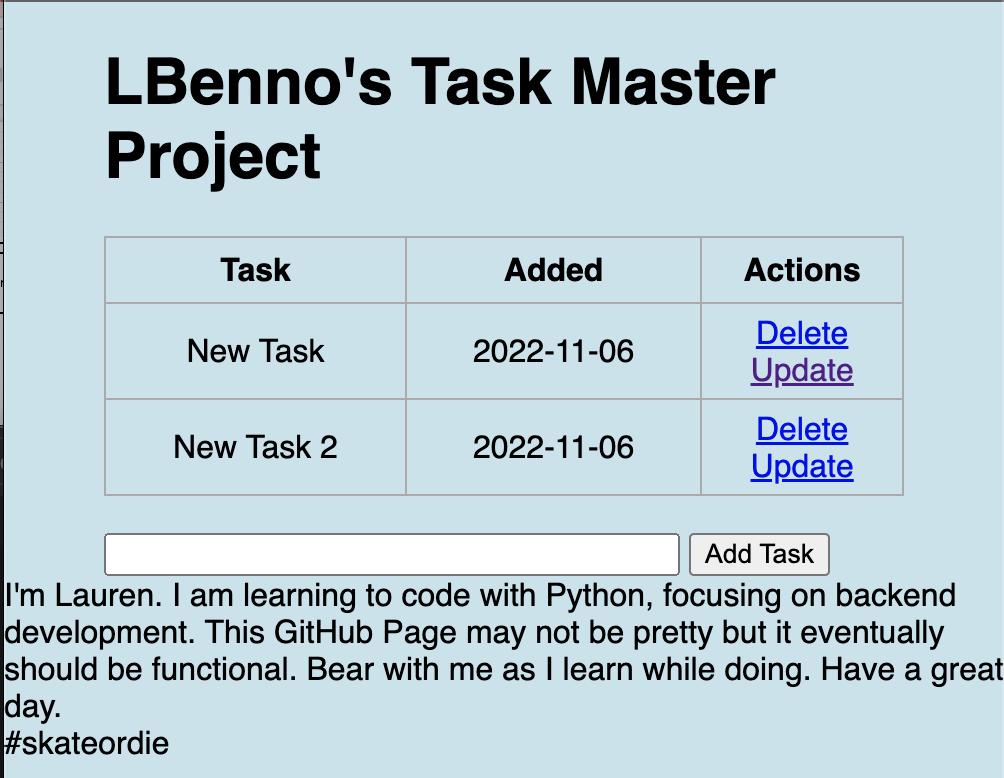 LBenno's Task Master
Project
Task Added Actions
New Task 2022-11-06 Delete
Update
New Task 2 2022-11-06 Delete
Update
Add Task
I'm Lauren. I am learning to code with Python, focusing on backend
development. This GitHub Page may not be pretty but it eventually
should be functional. Bear with me as I learn while doing. Have a great
day.
#skateordie